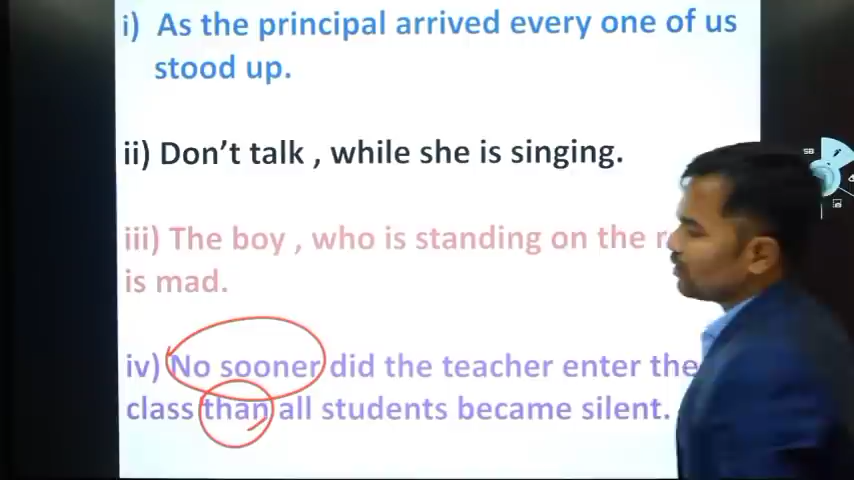 i) As the principal arrived every one of us
stood up.
ii) Don't talk , while she is singing.
iii) The boy , who is standing on the
is mad.
iv) No sooner did the teacher enter the
class than all students became silent.
SB